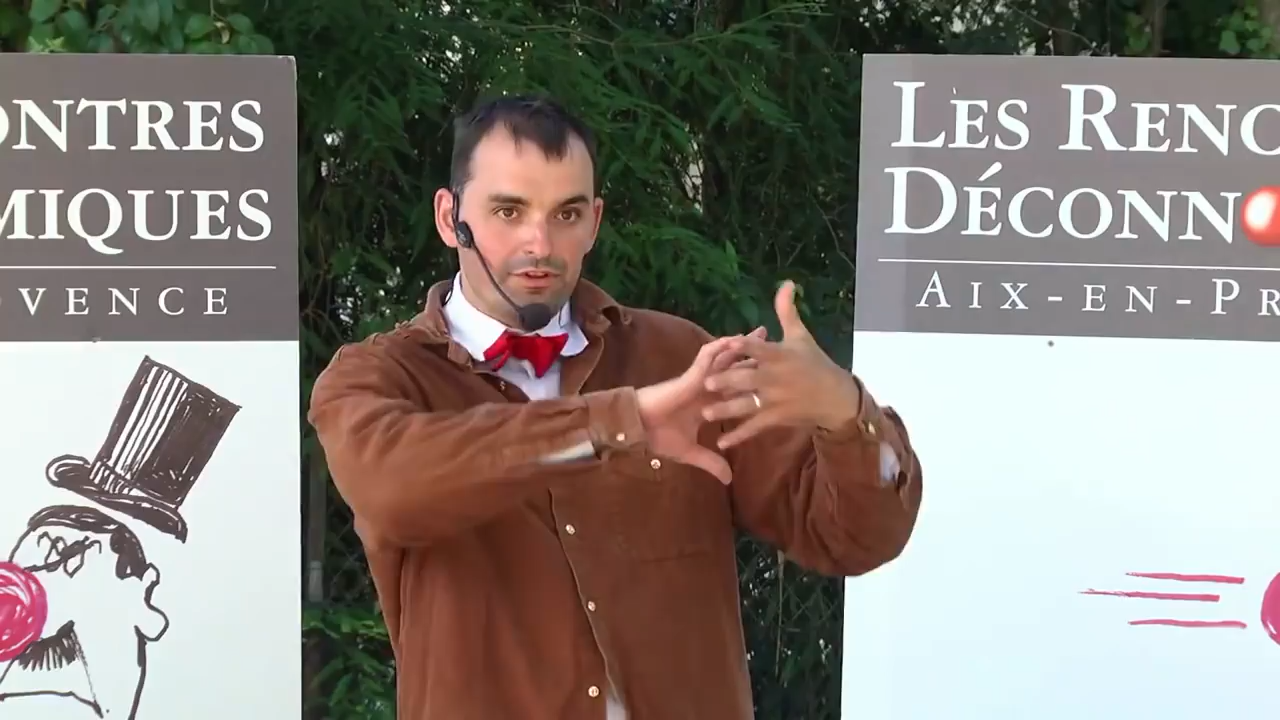 ONTRES
MIQUES
OVENCE
LES RENC
DÉCONN
AIX-EN-PR